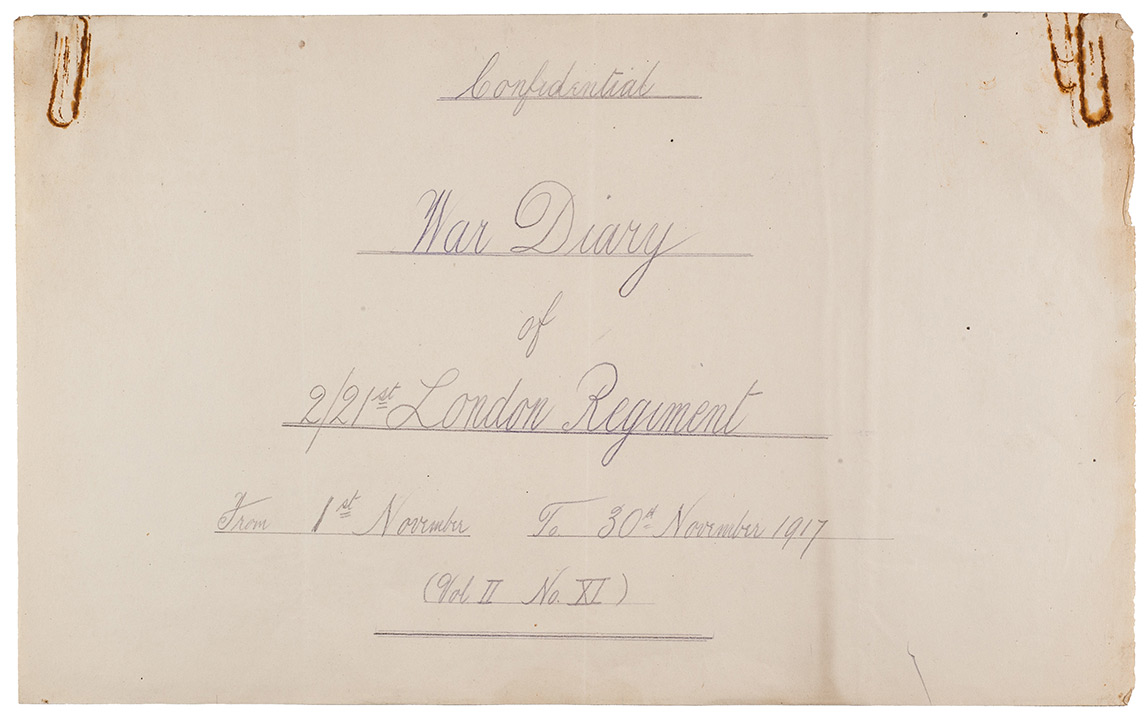 Confidential
War Diary
of
2/21st London Regiment
From 1st November To 30th November 1917
(Vol II No. XI)